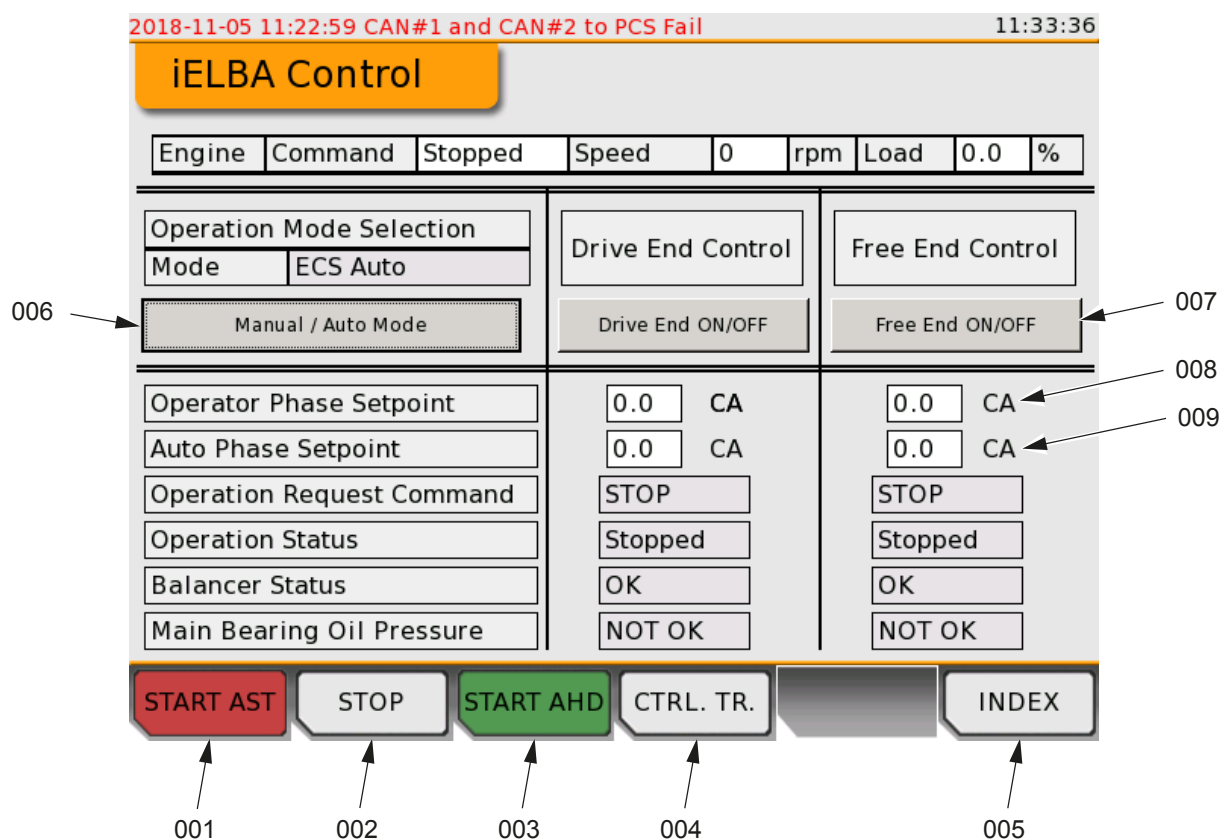 2018-11-05 11:22:59 CAN#1 and CAN#2 to PCS Fail 11:33:36
iELBA Control
Engine Command Stopped Speed 0 rpm Load 0.0 %
Operation Mode Selection
Mode ECS Auto
Drive End Control
Free End Control
006
Manual / Auto Mode
Drive End ON/OFF
Free End ON/OFF
007
008
Operator Phase Setpoint 0.0 CA 0.0 CA
009
Auto Phase Setpoint 0.0 CA 0.0 CA
Operation Request Command STOP STOP
Operation Status Stopped Stopped
Balancer Status OK OK
Main Bearing Oil Pressure NOT OK NOT OK
START AST STOP START AHD CTRL. TR. INDEX
001 002 003 004 005